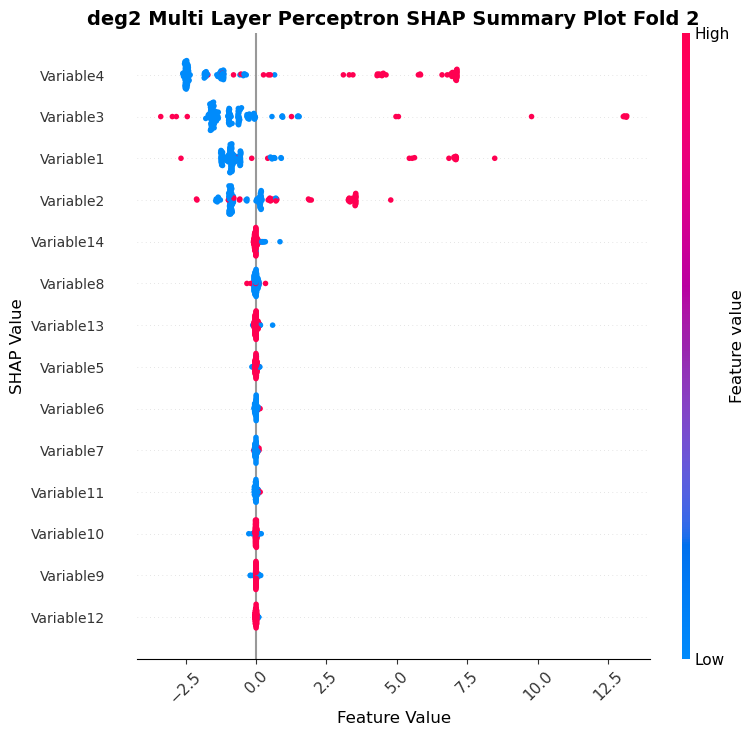 deg2 Multi Layer Perceptron SHAP Summary Plot Fold 2
High
Variable4
Variable3
Variable1
Variable2
Variable14
Variable8
Variable13
Variable5
Variable6
Variable7
Variable11
Variable10
Variable9
Variable12
SHAP Value
Feature value
Low
−2.5
0.0
2.5
5.0
7.5
10.0
12.5
Feature Value